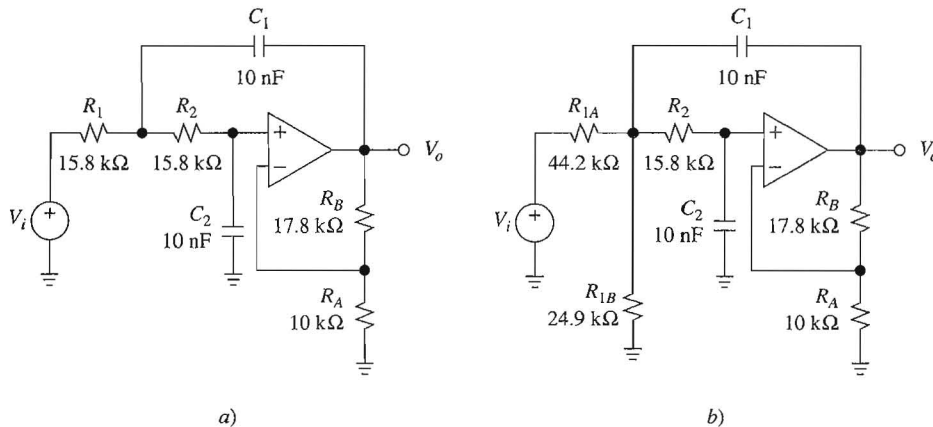 C1
10 nF
R1
R2
15.8 kΩ
15.8 kΩ
+
−
Vo
Vi
+
C2
10 nF
RB
17.8 kΩ
RA
10 kΩ
a)
C1
10 nF
R1A
R2
44.2 kΩ
15.8 kΩ
+
−
Vo
Vi
+
C2
10 nF
RB
17.8 kΩ
R1B
24.9 kΩ
RA
10 kΩ
b)